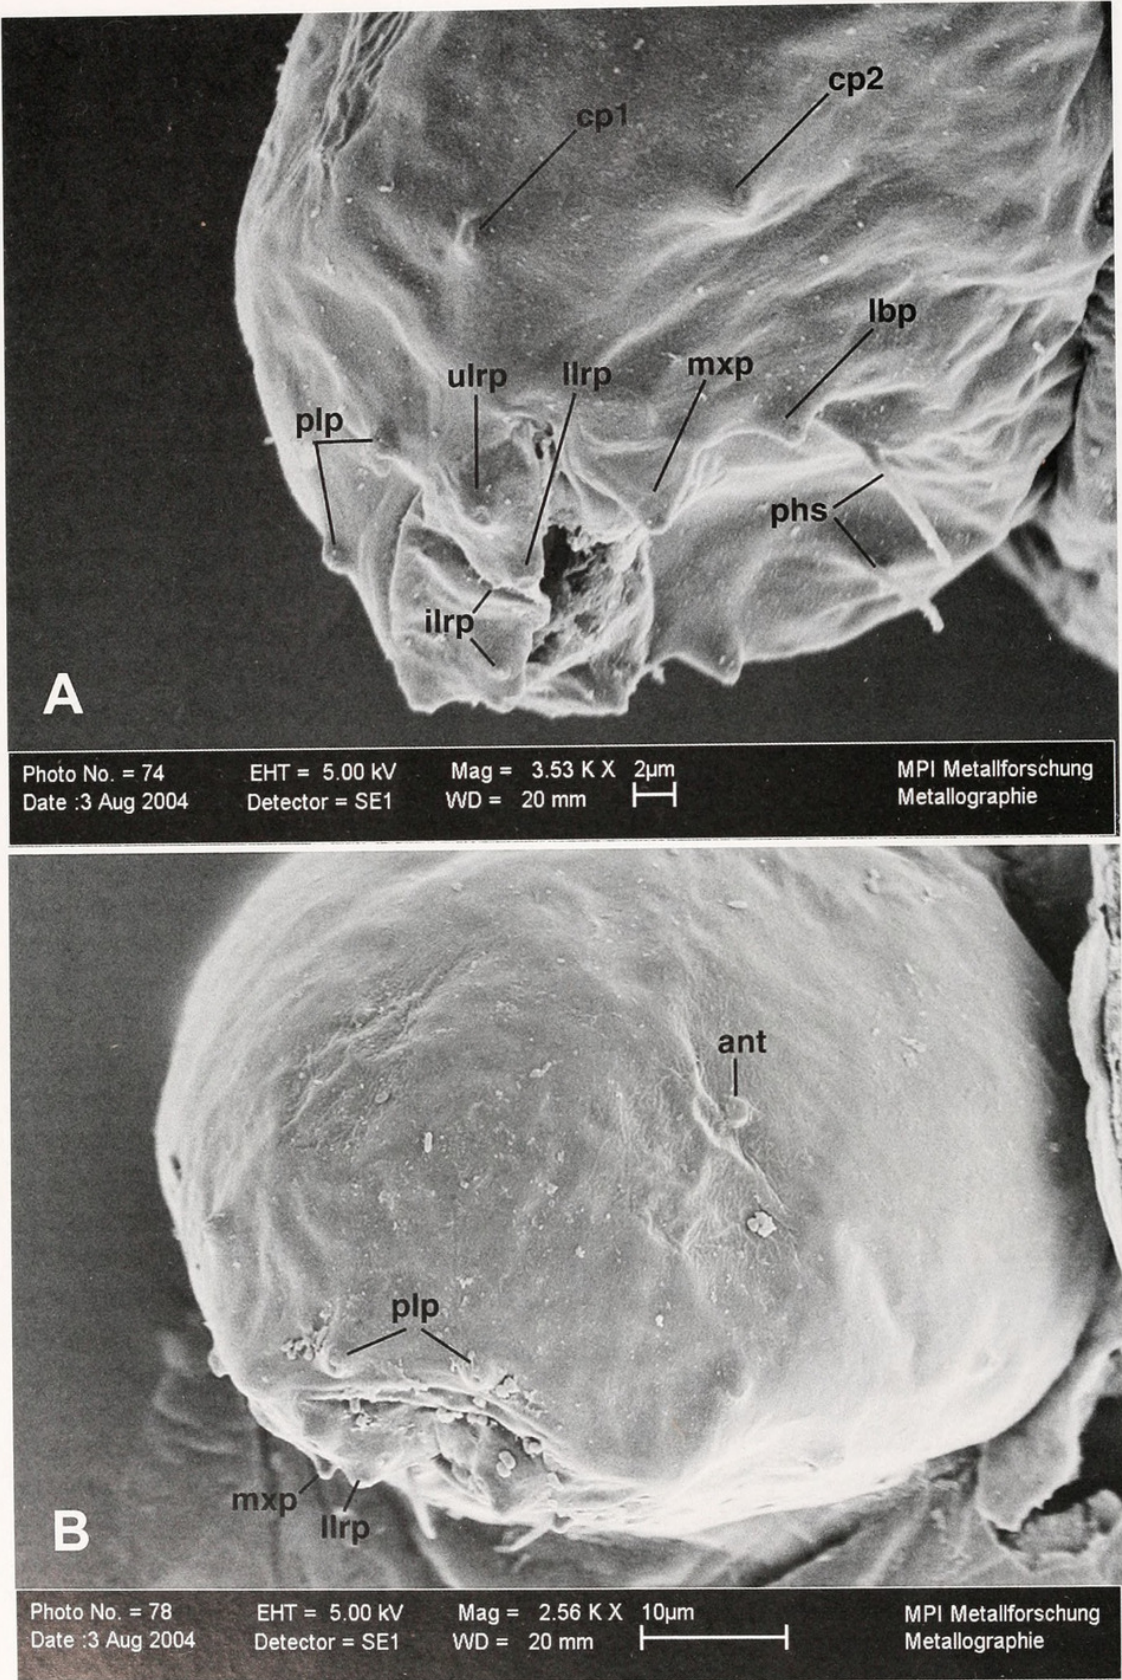 cp2
cp1
lbp
ulrp
llrp
mxp
plp
phs
ilrp
A
Photo No. = 74 EHT = 5.00 kV Mag = 3.53 K X 2µm MPI Metallforschung
Date :3 Aug 2004 Detector = SE1 WD = 20 mm Metallographie
ant
plp
mxp
llrp
B
Photo No. = 78 EHT = 5.00 kV Mag = 2.56 K X 10µm MPI Metallforschung
Date :3 Aug 2004 Detector = SE1 WD = 20 mm Metallographie